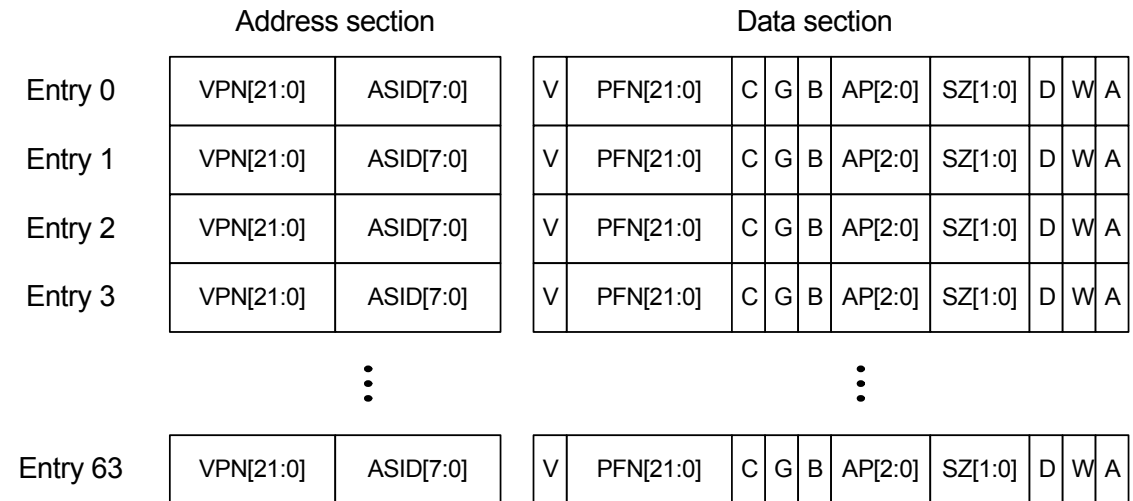 Address section Data section
Entry 0 VPN[21:0] ASID[7:0] V PFN[21:0] C G B AP[2:0] SZ[1:0] D W A
Entry 1 VPN[21:0] ASID[7:0] V PFN[21:0] C G B AP[2:0] SZ[1:0] D W A
Entry 2 VPN[21:0] ASID[7:0] V PFN[21:0] C G B AP[2:0] SZ[1:0] D W A
Entry 3 VPN[21:0] ASID[7:0] V PFN[21:0] C G B AP[2:0] SZ[1:0] D W A
Entry 63 VPN[21:0] ASID[7:0] V PFN[21:0] C G B AP[2:0] SZ[1:0] D W A